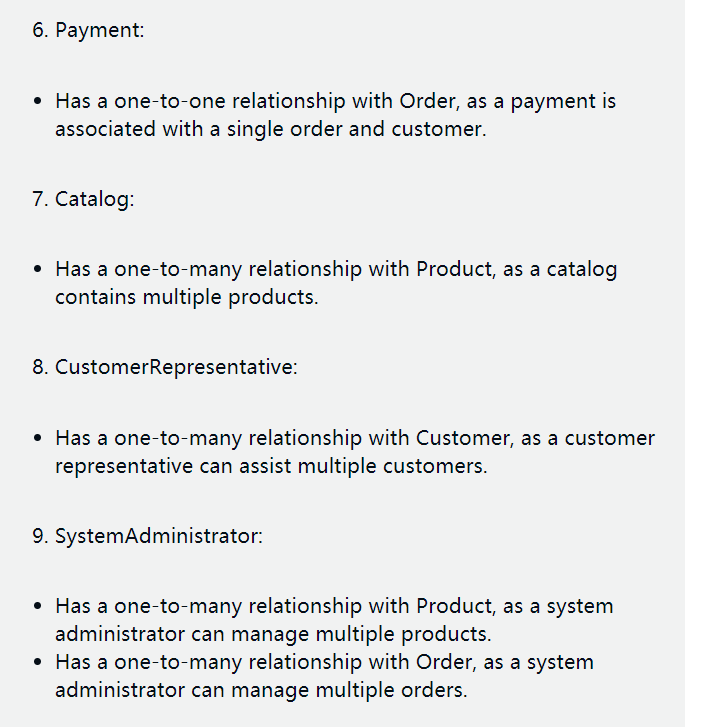 6. Payment:
• Has a one-to-one relationship with Order, as a payment is
associated with a single order and customer.
7. Catalog:
• Has a one-to-many relationship with Product, as a catalog
contains multiple products.
8. CustomerRepresentative:
• Has a one-to-many relationship with Customer, as a customer
representative can assist multiple customers.
9. SystemAdministrator:
• Has a one-to-many relationship with Product, as a system
administrator can manage multiple products.
• Has a one-to-many relationship with Order, as a system
administrator can manage multiple orders.